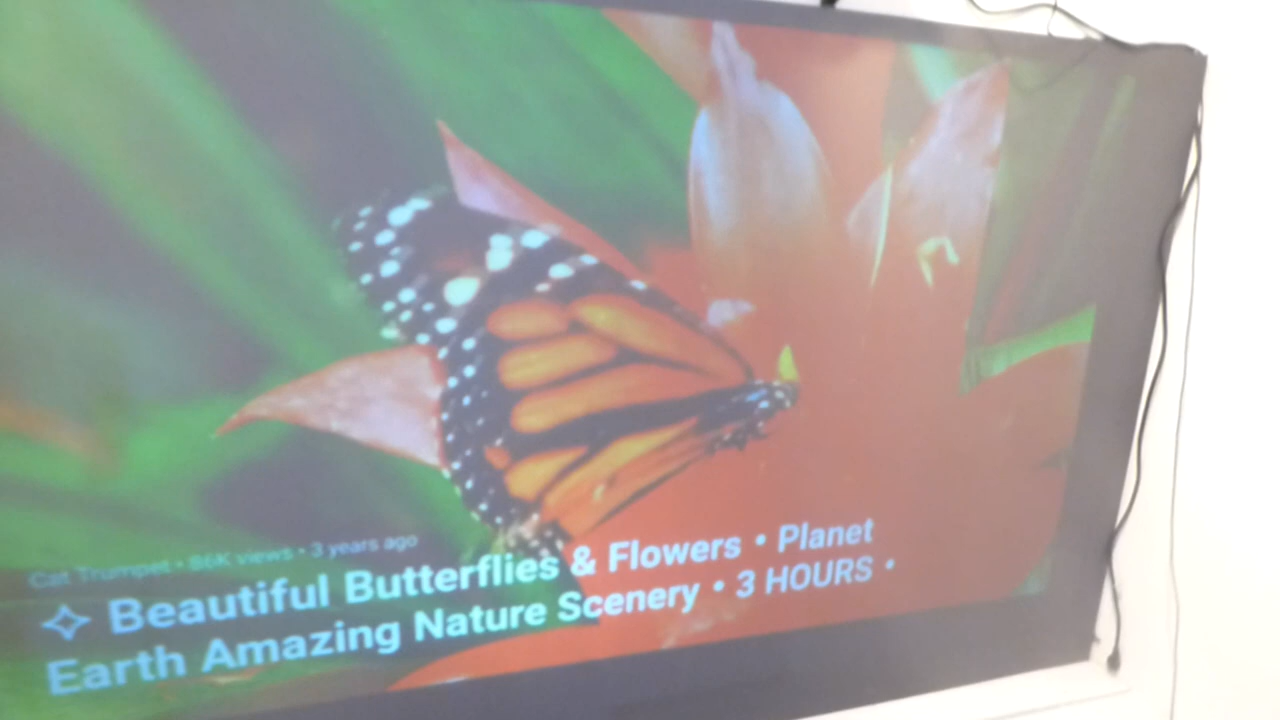 Cat Trumpet • 86K views • 3 years ago
✧ Beautiful Butterflies & Flowers • Planet
Earth Amazing Nature Scenery • 3 HOURS •